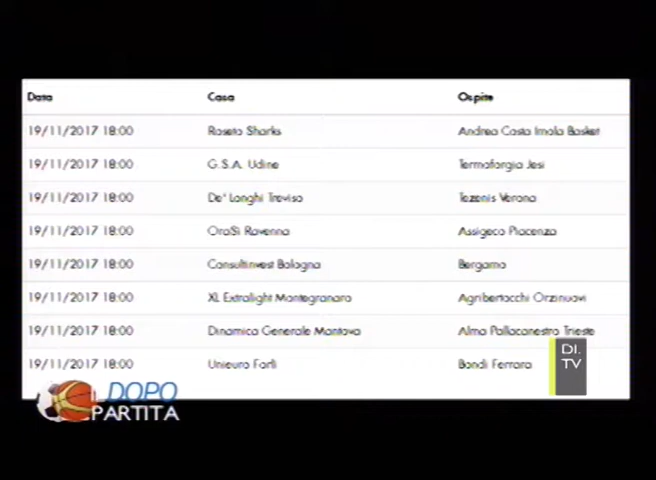 Data Casa Ospite
19/11/2017 18:00 Roseto Sharks Andrea Costa Imola Basket
19/11/2017 18:00 G.S.A. Udine Termoforgia Jesi
19/11/2017 18:00 De' Longhi Treviso Tezenis Verona
19/11/2017 18:00 OraSì Ravenna Assigeco Piacenza
19/11/2017 18:00 Consultinvest Bologna Bergamo
19/11/2017 18:00 XL Extralight Montegranaro Agribertocchi Orzinuovi
19/11/2017 18:00 Dinamica Generale Mantova Alma Pallacanestro Trieste
19/11/2017 18:00 Unieuro Forlì Bondi Ferrara
DI.
TV
IL DOPO
PARTITA